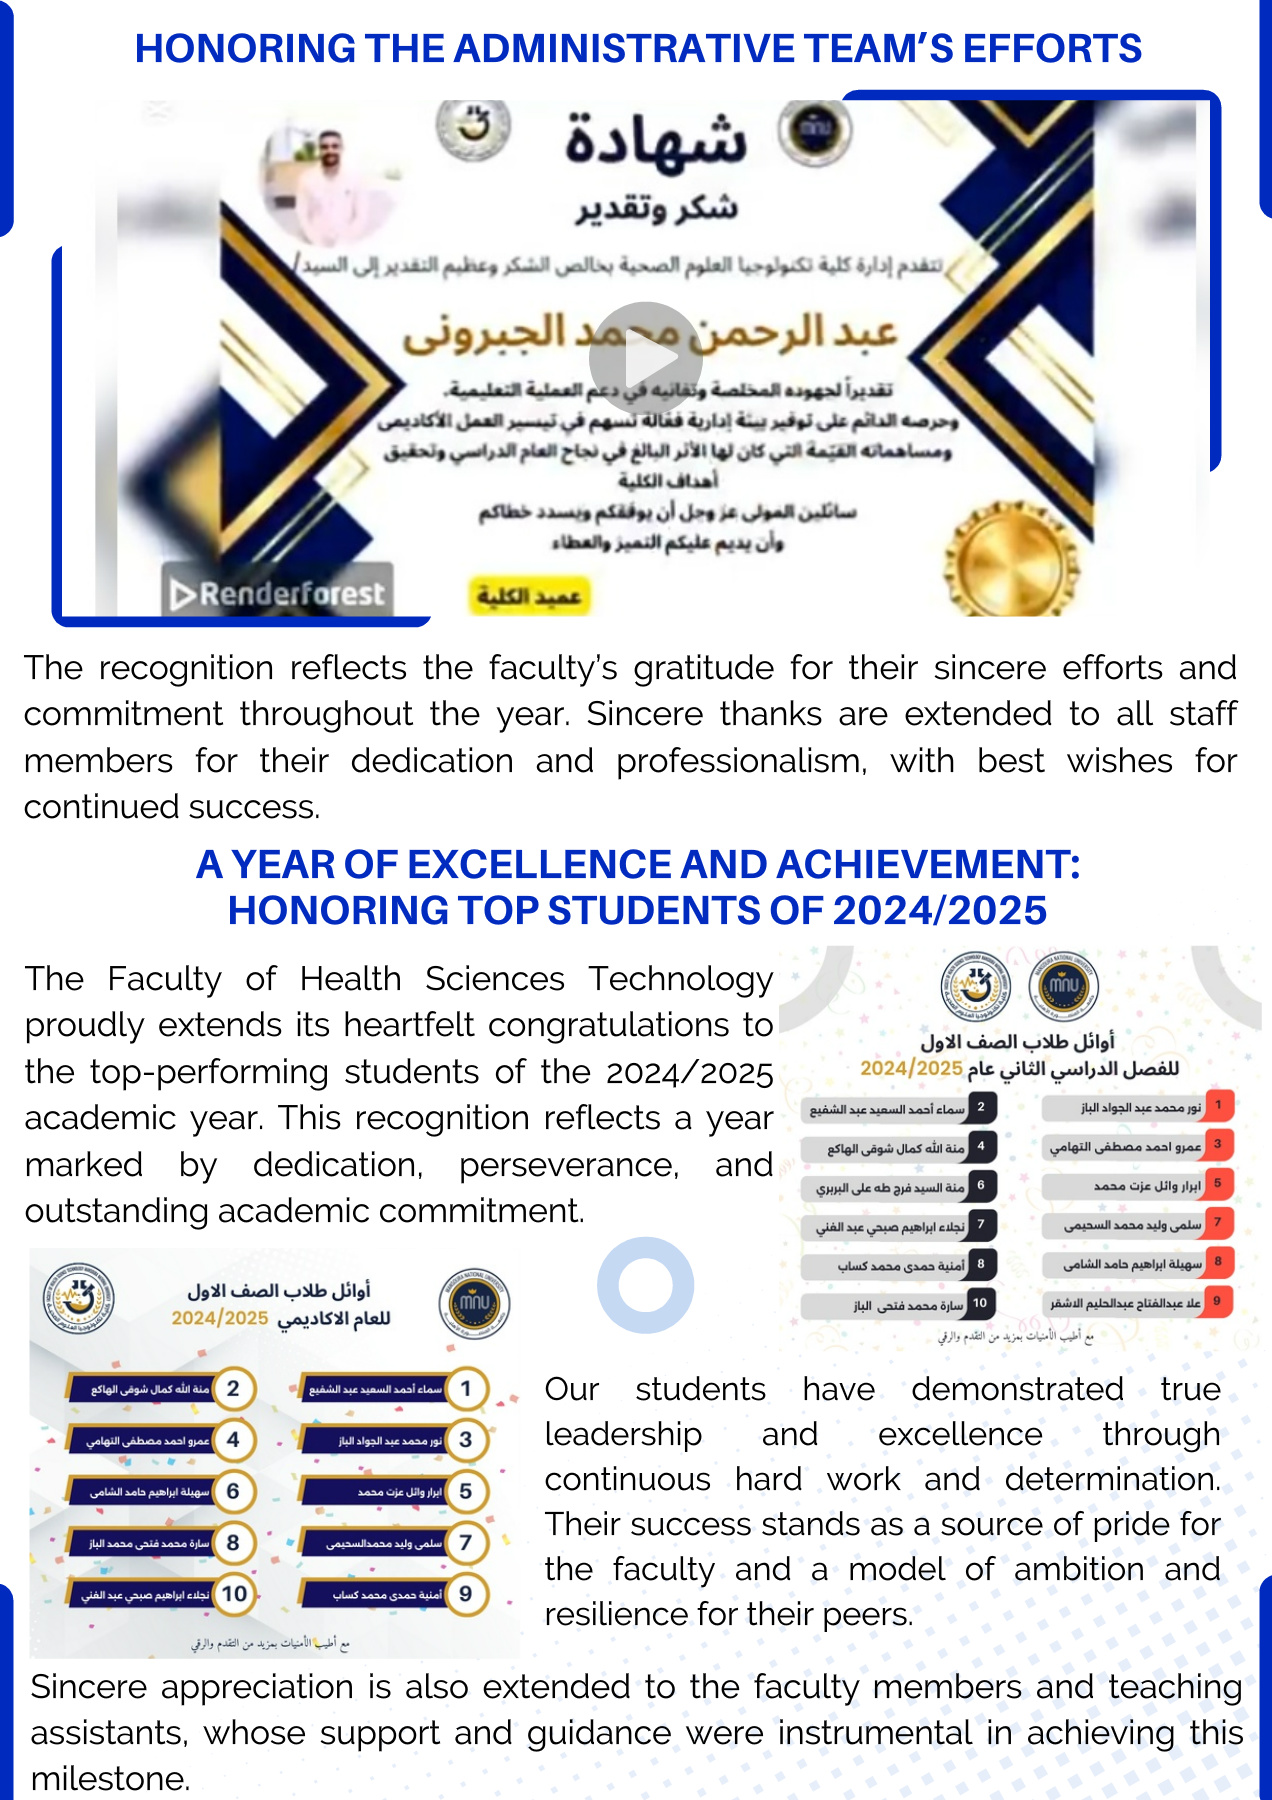 HONORING THE ADMINISTRATIVE TEAM'S EFFORTS
شهادة
شكر وتقدير
تتقدم إدارة كلية تكنولوجيا العلوم الصحية بخالص الشكر وعظيم التقدير إلى السيد/
عبد الرحمن محمد الجبرونى
تقديراً لجهوده المخلصة وتفانيه في دعم العملية التعليمية.
وحرصه الدائم على توفير بيئة إدارية فعّالة تسهم في تيسير العمل الأكاديمى
ومساهماته القيّمة التي كان لها الأثر البالغ في نجاح العام الدراسي وتحقيق
أهداف الكلية
سائلين المولى عز وجل أن يوفقكم ويسدد خطاكم
وأن يديم عليكم التميز والعطاء
عميد الكلية
Renderforest
The recognition reflects the faculty's gratitude for their sincere efforts and
commitment throughout the year. Sincere thanks are extended to all staff
members for their dedication and professionalism, with best wishes for
continued success.
A YEAR OF EXCELLENCE AND ACHIEVEMENT:
HONORING TOP STUDENTS OF 2024/2025
The Faculty of Health Sciences Technology
proudly extends its heartfelt congratulations to
the top-performing students of the 2024/2025
academic year. This recognition reflects a year
marked by dedication, perseverance, and
outstanding academic commitment.
MNU
أوائل طلاب الصف الاول
للفصل الدراسي الثاني عام 2024/2025
1 نور محمد عبد الجواد الباز
2 سماء أحمد السعيد عبد الشفيع
3 عمرو احمد مصطفى التهامي
4 منة الله كمال شوقى الهاكع
5 ابرار وائل عزت محمد
6 منة السيد فرج طه على البربري
7 سلمى وليد محمد السحيمى
7 نجلاء ابراهيم صبحي عبد الغني
8 سهيلة ابراهيم حامد الشامى
8 أمنية حمدى محمد كساب
9 علا عبدالفتاح عبدالحليم الاشقر
10 سارة محمد فتحى الباز
مع أطيب الأمنيات بمزيد من التقدم والرقي
MNU
أوائل طلاب الصف الاول
للعام الاكاديمي 2024/2025
1 سماء أحمد السعيد عبد الشفيع
2 منة الله كمال شوقى الهاكع
3 نور محمد عبد الجواد الباز
4 عمرو احمد مصطفى التهامي
5 ابرار وائل عزت محمد
6 سهيلة ابراهيم حامد الشامى
7 سلمى وليد محمدالسحيمى
8 سارة محمد فتحى محمد الباز
9 أمنية حمدى محمد كساب
10 نجلاء ابراهيم صبحي عبد الغني
مع أطيب الأمنيات بمزيد من التقدم والرقي
Our students have demonstrated true
leadership and excellence through
continuous hard work and determination.
Their success stands as a source of pride for
the faculty and a model of ambition and
resilience for their peers.
Sincere appreciation is also extended to the faculty members and teaching
assistants, whose support and guidance were instrumental in achieving this
milestone.